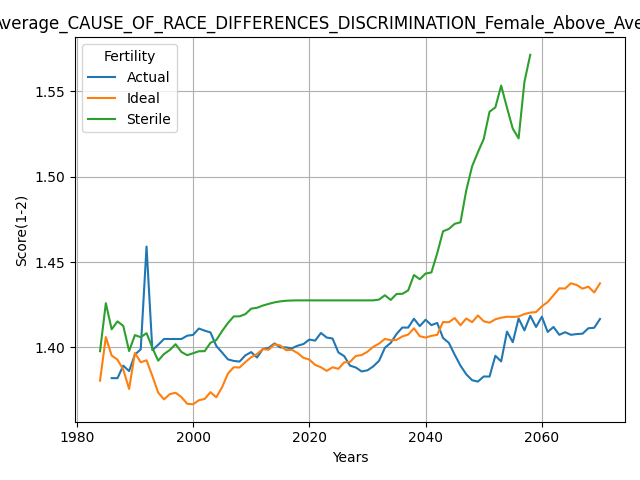 Average_CAUSE_OF_RACE_DIFFERENCES_DISCRIMINATION_Female_Above_Ave
Fertility
Actual
Ideal
Sterile
Score(1-2)
1.55
1.50
1.45
1.40
1980 2000 2020 2040 2060
Years